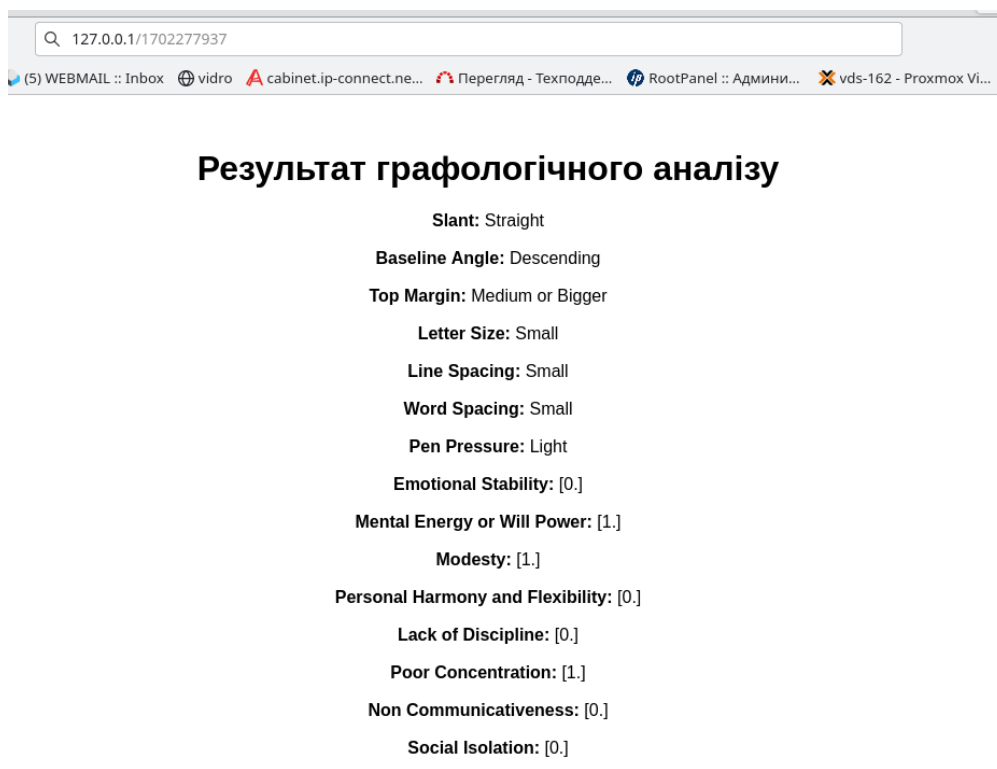 127.0.0.1/1702277937
(5) WEBMAIL :: Inbox vidro cabinet.ip-connect.ne... Перегляд - Техподде... RootPanel :: Админи... vds-162 - Proxmox Vi...
Результат графологічного аналізу
Slant: Straight
Baseline Angle: Descending
Top Margin: Medium or Bigger
Letter Size: Small
Line Spacing: Small
Word Spacing: Small
Pen Pressure: Light
Emotional Stability: [0.]
Mental Energy or Will Power: [1.]
Modesty: [1.]
Personal Harmony and Flexibility: [0.]
Lack of Discipline: [0.]
Poor Concentration: [1.]
Non Communicativeness: [0.]
Social Isolation: [0.]